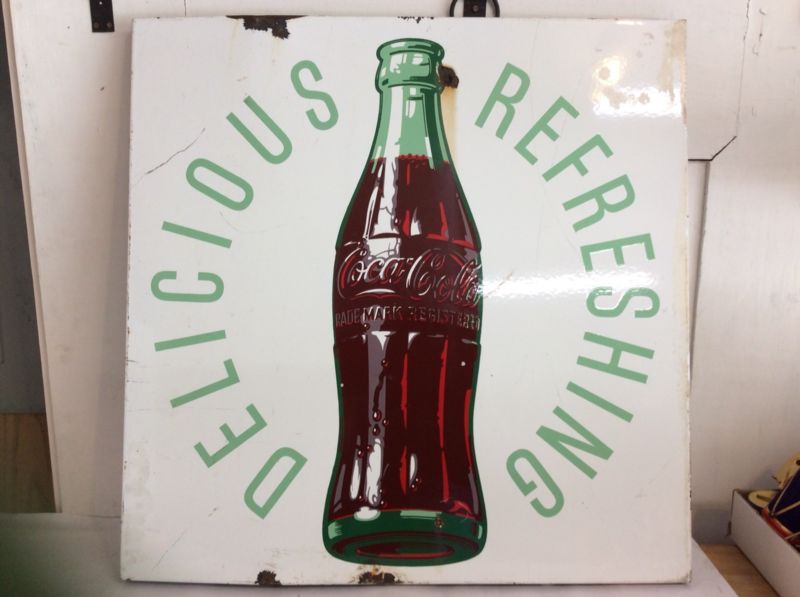 DELICIOUS
REFRESHING
Coca-Cola
TRADE MARK REGISTERED